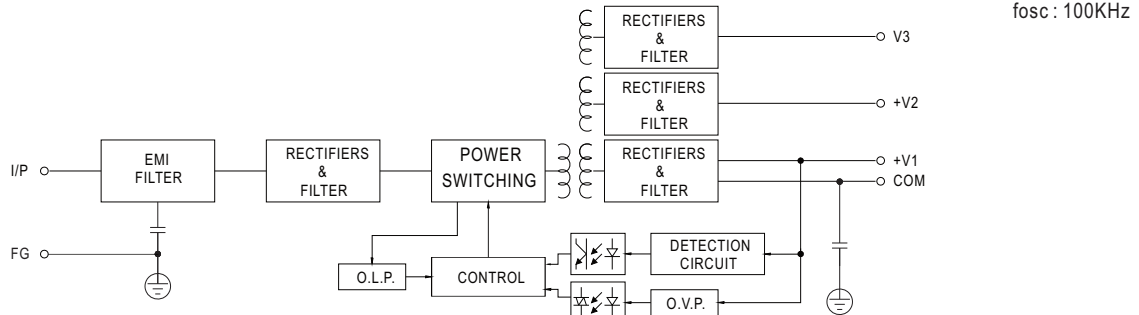 fosc : 100KHz
RECTIFIERS
&
FILTER
V3
RECTIFIERS
&
FILTER
+V2
I/P
EMI
FILTER
RECTIFIERS
&
FILTER
POWER
SWITCHING
RECTIFIERS
&
FILTER
+V1
COM
FG
O.L.P.
CONTROL
DETECTION
CIRCUIT
O.V.P.